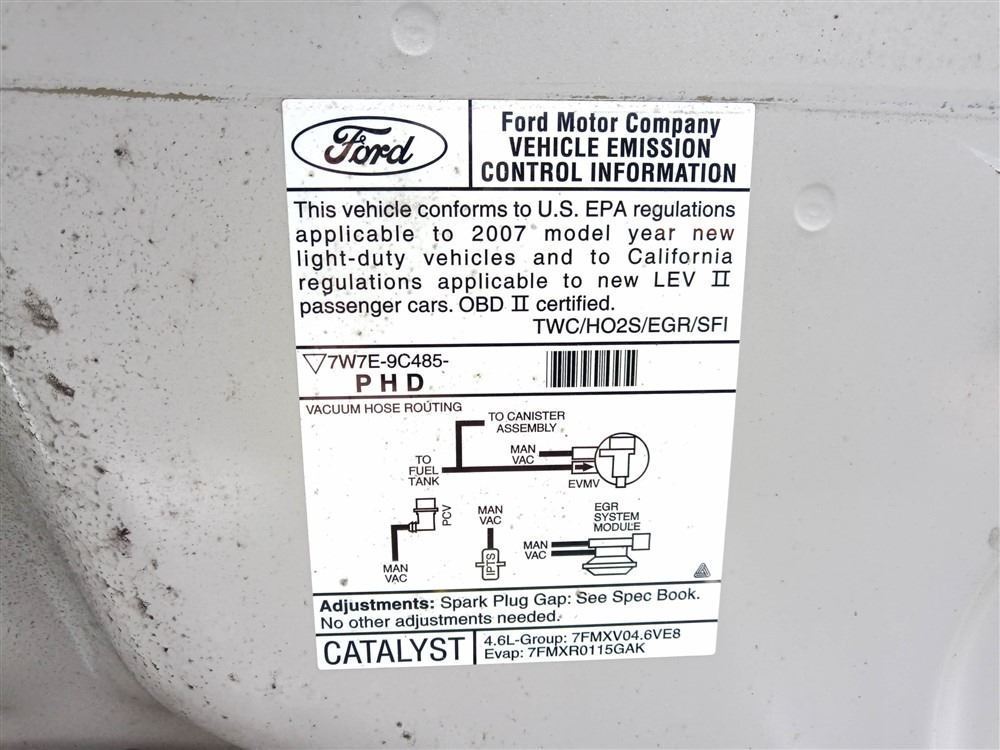 Ford
Ford Motor Company
VEHICLE EMISSION
CONTROL INFORMATION
This vehicle conforms to U.S. EPA regulations
applicable to 2007 model year new
light-duty vehicles and to California
regulations applicable to new LEV II
passenger cars. OBD II certified.
TWC/HO2S/EGR/SFI
7W7E-9C485-
PHD
VACUUM HOSE ROUTING
TO CANISTER
ASSEMBLY
MAN
VAC
TO
FUEL
TANK
EVMV
PCV
MAN
VAC
MAN
VAC
IPTS
EGR
SYSTEM
MODULE
MAN
VAC
Adjustments: Spark Plug Gap: See Spec Book.
No other adjustments needed.
CATALYST
4.6L-Group: 7FMXV04.6VE8
Evap: 7FMXR0115GAK